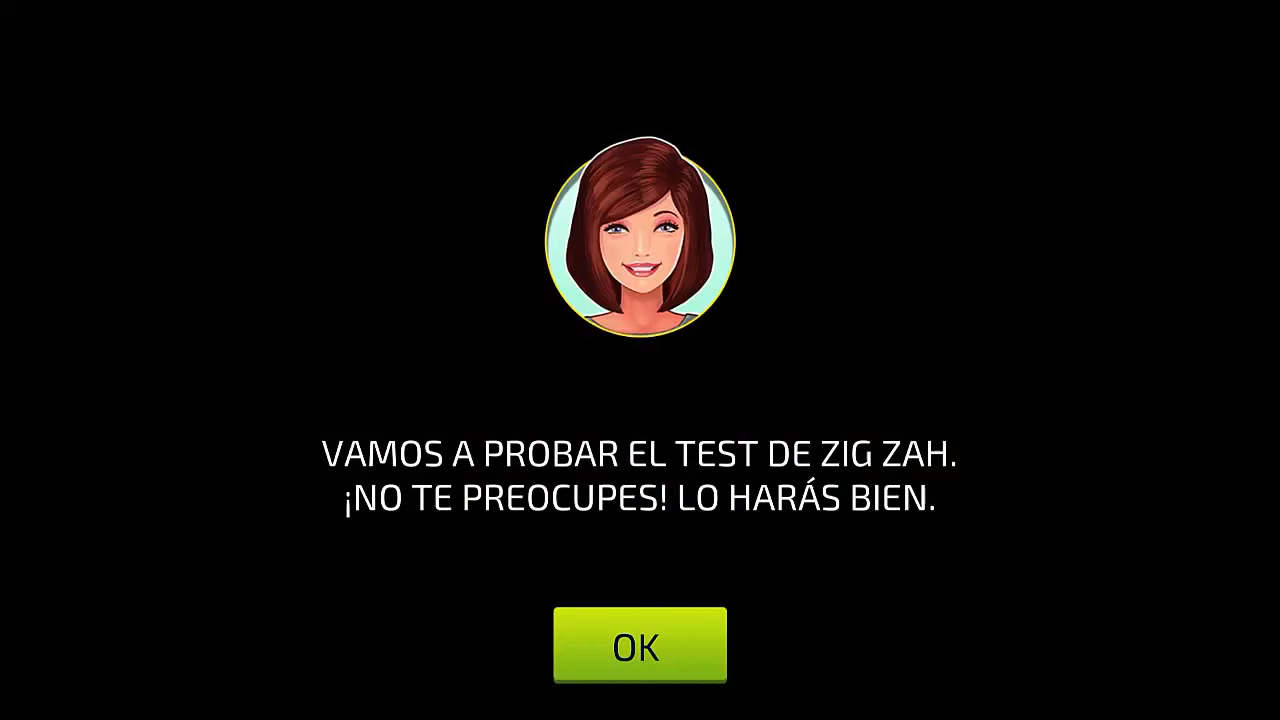 VAMOS A PROBAR EL TEST DE ZIG ZAH.
¡NO TE PREOCUPES! LO HARÁS BIEN.
OK